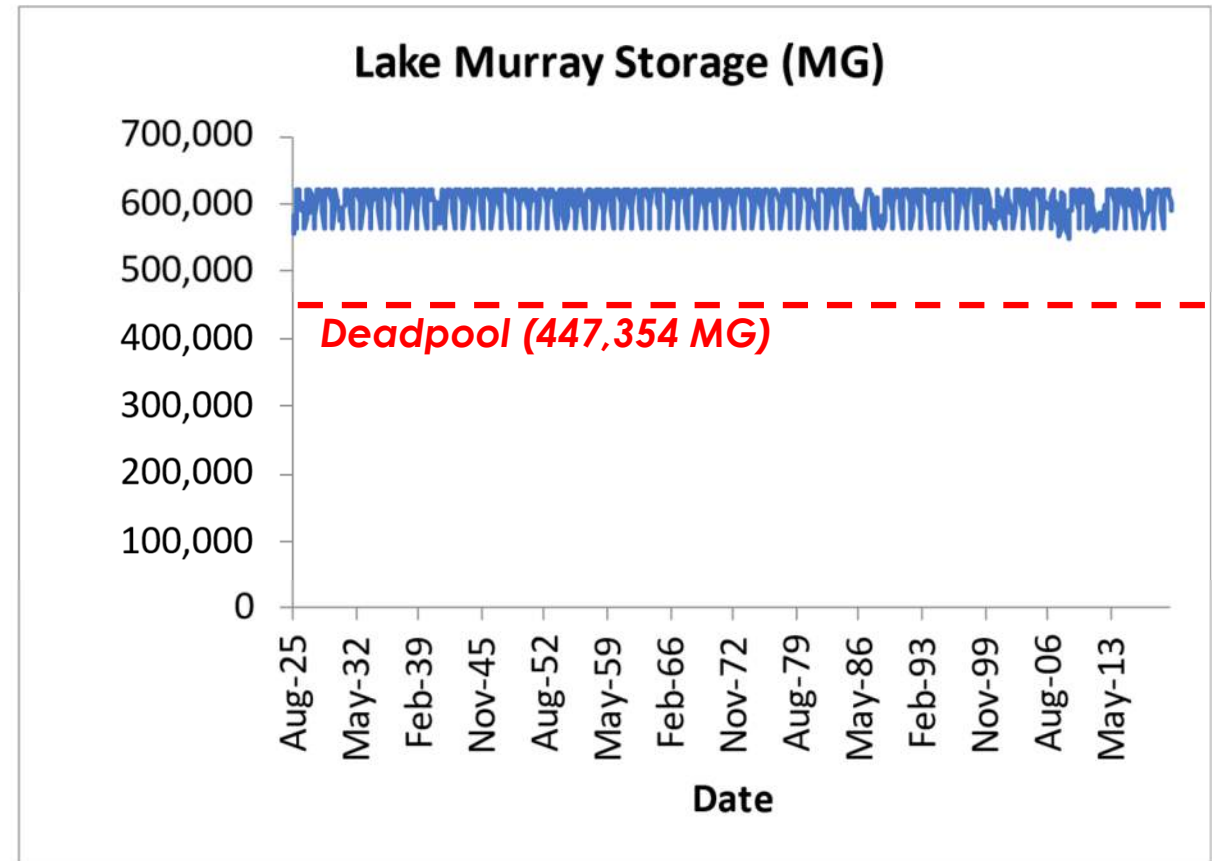 Lake Murray Storage (MG)
700,000
600,000
500,000
400,000
300,000
200,000
100,000
0
Deadpool (447,354 MG)
Aug-25
May-32
Feb-39
Nov-45
Aug-52
May-59
Feb-66
Nov-72
Aug-79
May-86
Feb-93
Nov-99
Aug-06
May-13
Date